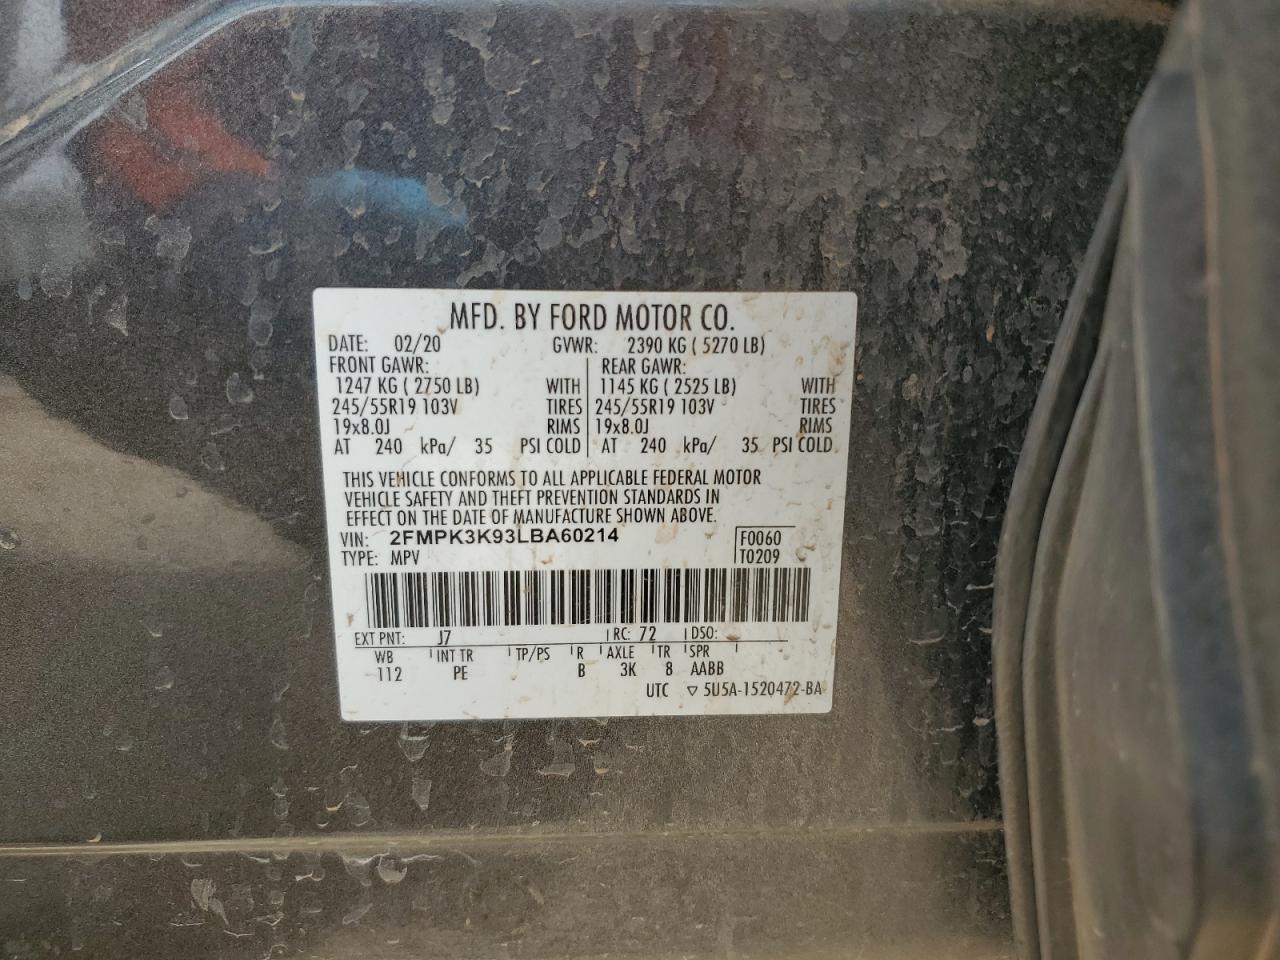 MFD. BY FORD MOTOR CO.
DATE: 02/20 GVWR: 2390 KG ( 5270 LB)
FRONT GAWR: REAR GAWR:
1247 KG ( 2750 LB) WITH 1145 KG ( 2525 LB) WITH
245/55R19 103V TIRES 245/55R19 103V TIRES
19x8.0J RIMS 19x8.0J RIMS
AT 240 kPa/ 35 PSI COLD AT 240 kPa/ 35 PSI COLD
THIS VEHICLE CONFORMS TO ALL APPLICABLE FEDERAL MOTOR
VEHICLE SAFETY AND THEFT PREVENTION STANDARDS IN
EFFECT ON THE DATE OF MANUFACTURE SHOWN ABOVE.
VIN: 2FMPK3K93LBA60214 F0060
TYPE: MPV T0209
EXT PNT: J7 RC: 72 DSO:
WB INT TR TP/PS R AXLE TR SPR
112 PE B 3K 8 AABB
UTC ▽ 5U5A-1520472-BA